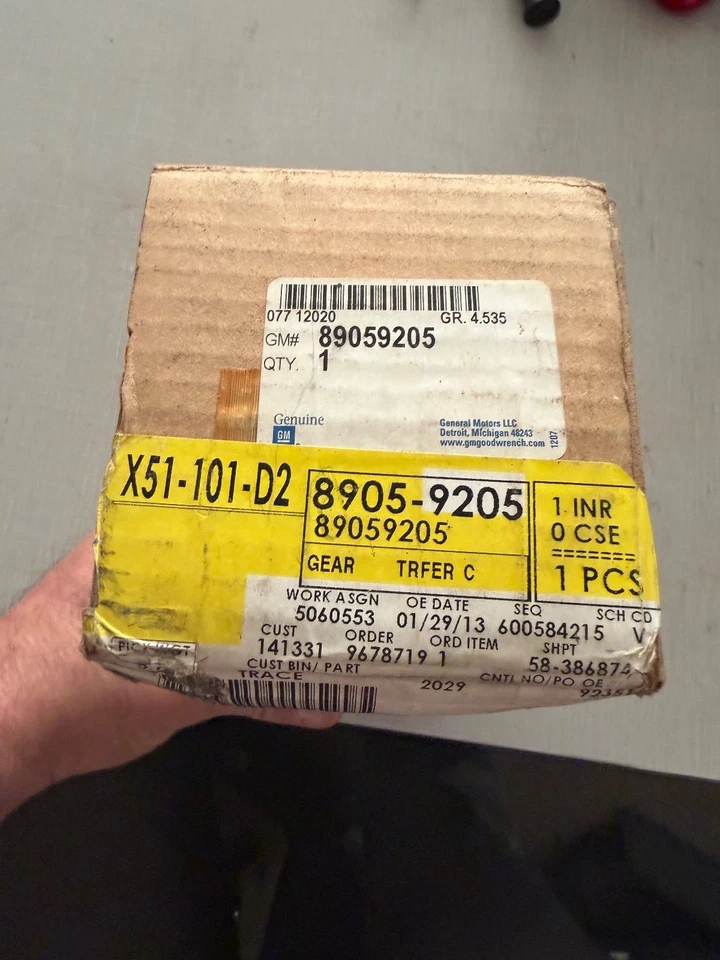 077 12020 GR. 4.535
GM# 89059205
QTY. 1
Genuine
GM
General Motors LLC
Detroit, Michigan 48243
www.gmgoodwrench.com
1207
X51-101-D2
8905-9205
89059205
GEAR TRFER C
1 INR
0 CSE
=======
1 PCS
WORK ASGN OE DATE SEQ SCH CD
5060553 01/29/13 600584215 V
CUST ORDER ORD ITEM SHPT
141331 9678719 1 58-386874
CUST BIN/ PART CNTL NO/PO OE
TRACE 2029